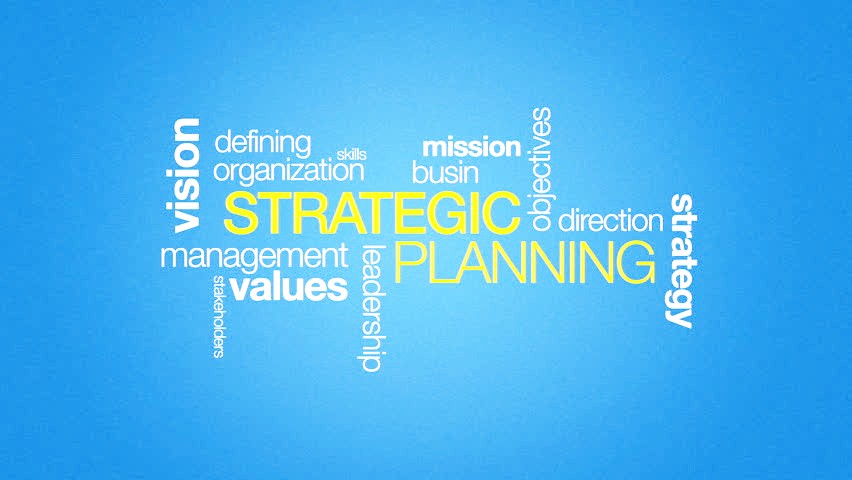 vision
defining
skills
organization
mission
busin
objectives
STRATEGIC
direction
strategy
management
leadership
PLANNING
values
stakeholders